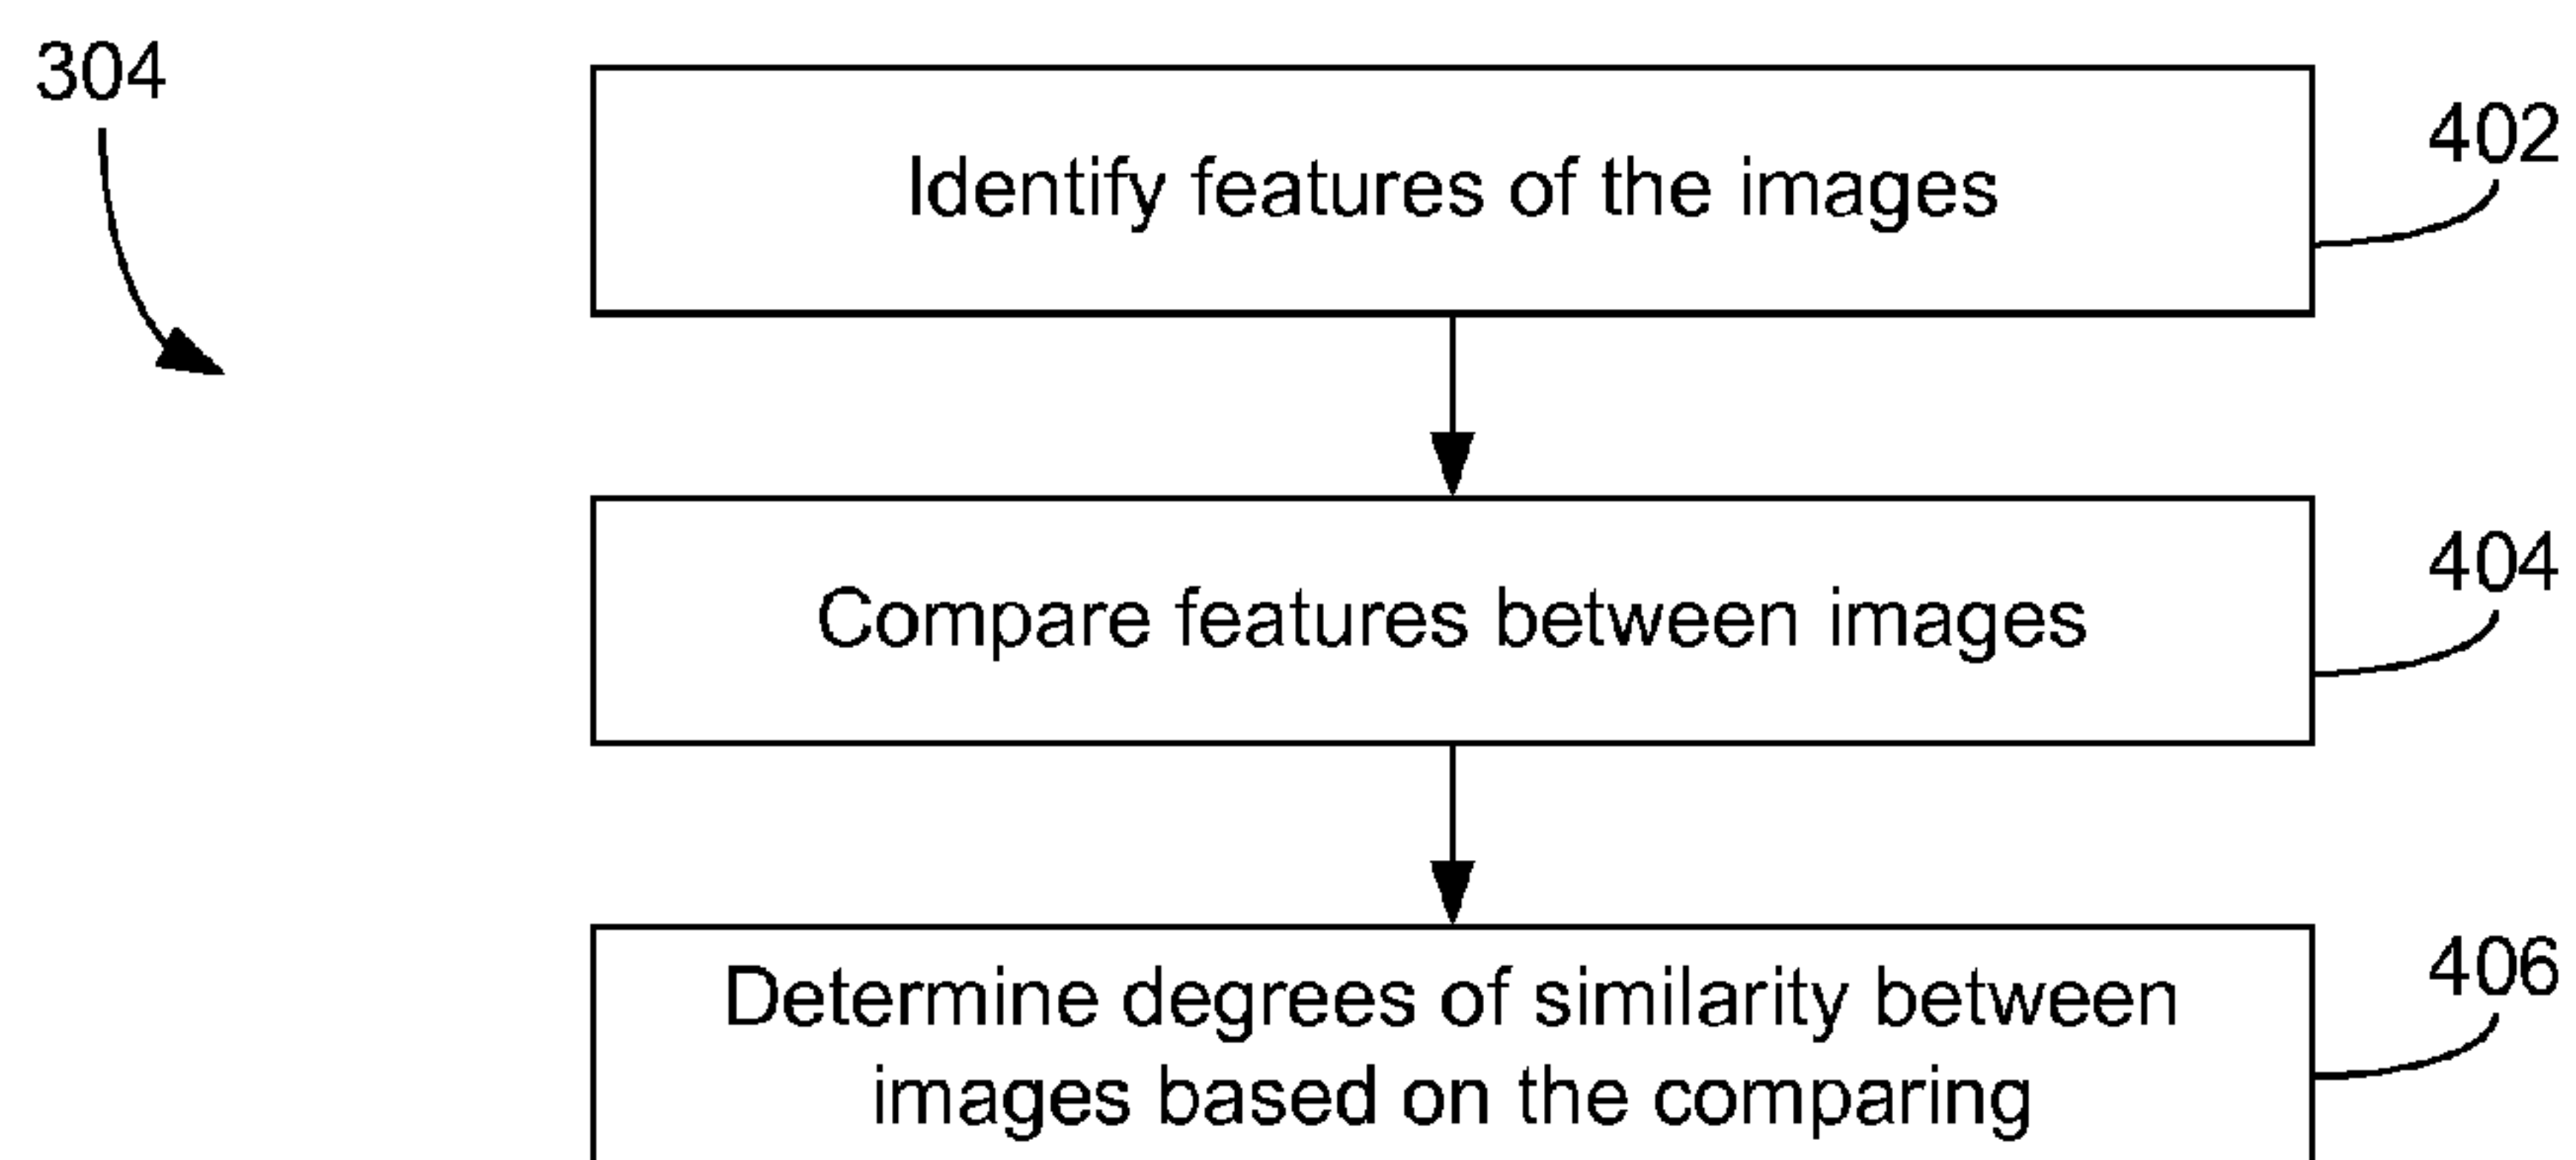 304
402
Identify features of the images
404
Compare features between images
406
Determine degrees of similarity between
images based on the comparing